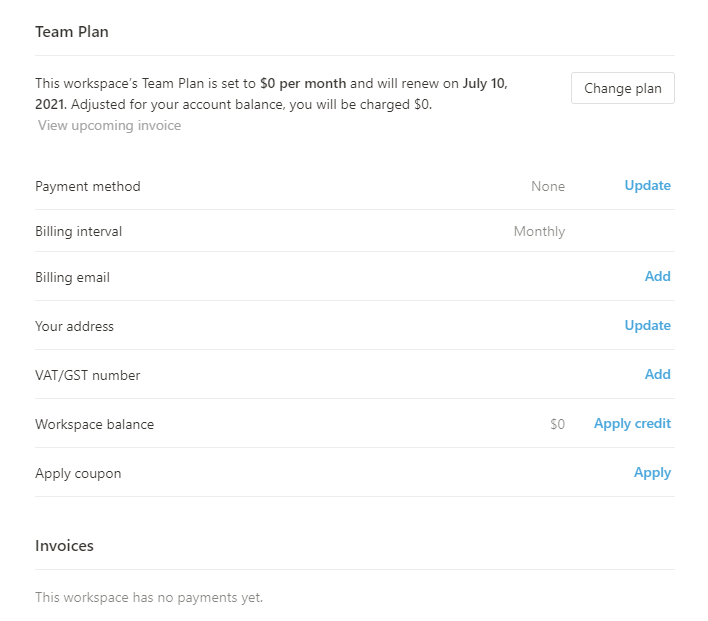 Team Plan
This workspace's Team Plan is set to $0 per month and will renew on July 10,
2021. Adjusted for your account balance, you will be charged $0.
Change plan
View upcoming invoice
Payment method None Update
Billing interval Monthly
Billing email Add
Your address Update
VAT/GST number Add
Workspace balance $0 Apply credit
Apply coupon Apply
Invoices
This workspace has no payments yet.